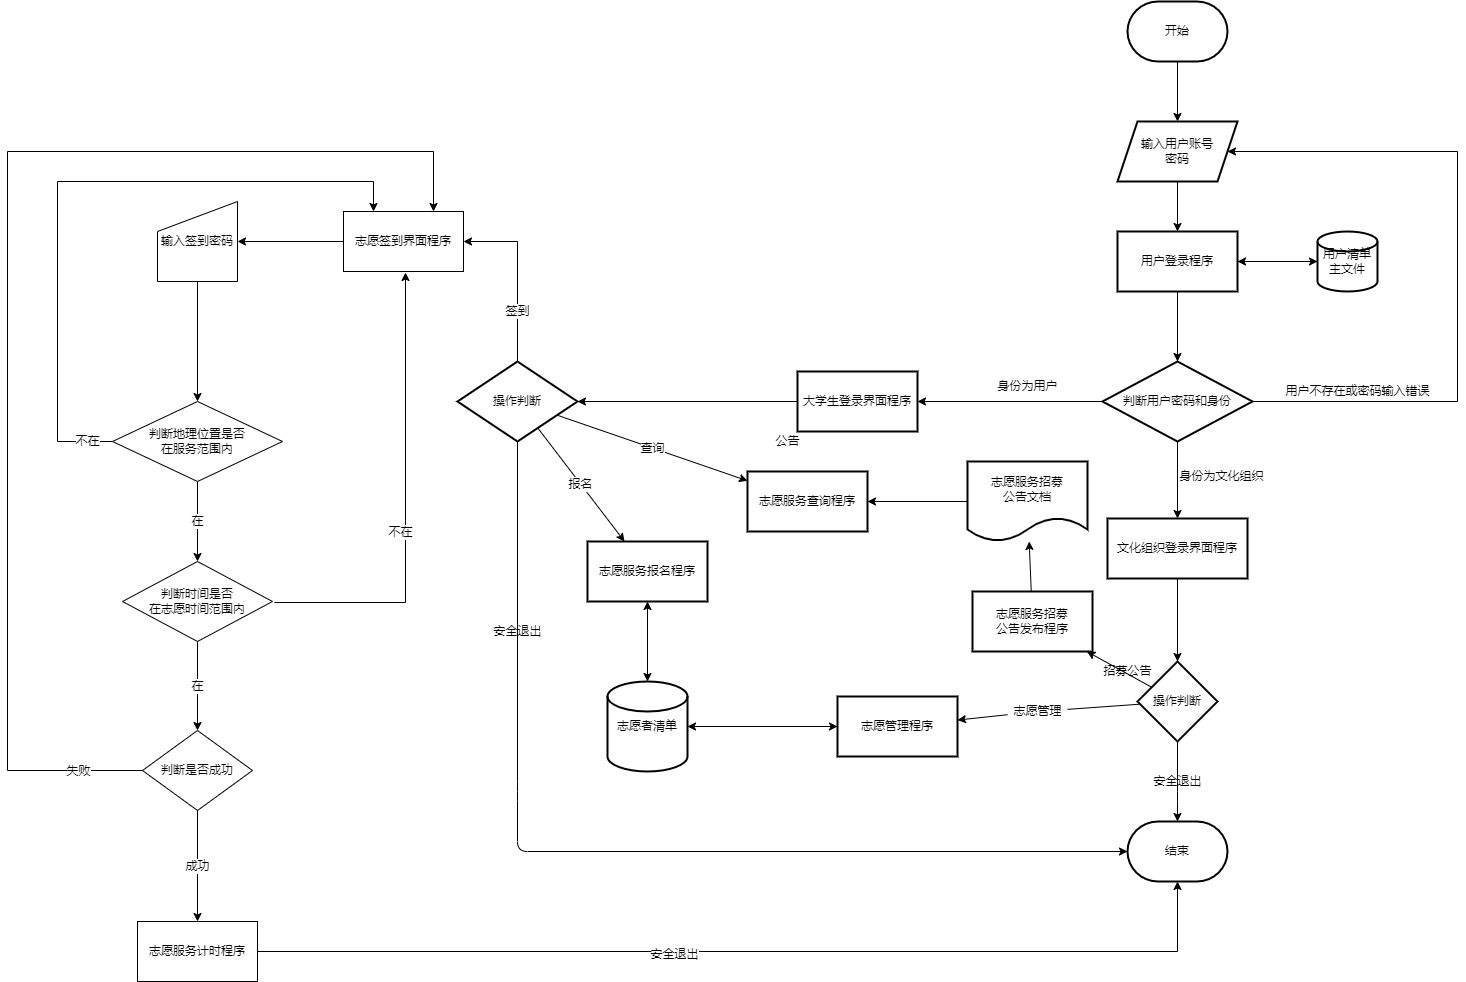 开始
输入用户账号
密码
输入签到密码
志愿签到界面程序
用户登录程序
用户清单
主文件
签到
身份为用户
用户不存在或密码输入错误
操作判断
大学生登录界面程序
判断用户密码和身份
公告
不在
判断地理位置是否
在服务范围内
查询
身份为文化组织
报名
志愿服务查询程序
志愿服务招募
公告文档
在
不在
文化组织登录界面程序
志愿服务报名程序
判断时间是否
在志愿时间范围内
志愿服务招募
公告发布程序
安全退出
招募公告
在
操作判断
志愿管理
志愿者清单
志愿管理程序
失败
判断是否成功
安全退出
结束
成功
志愿服务计时程序
安全退出